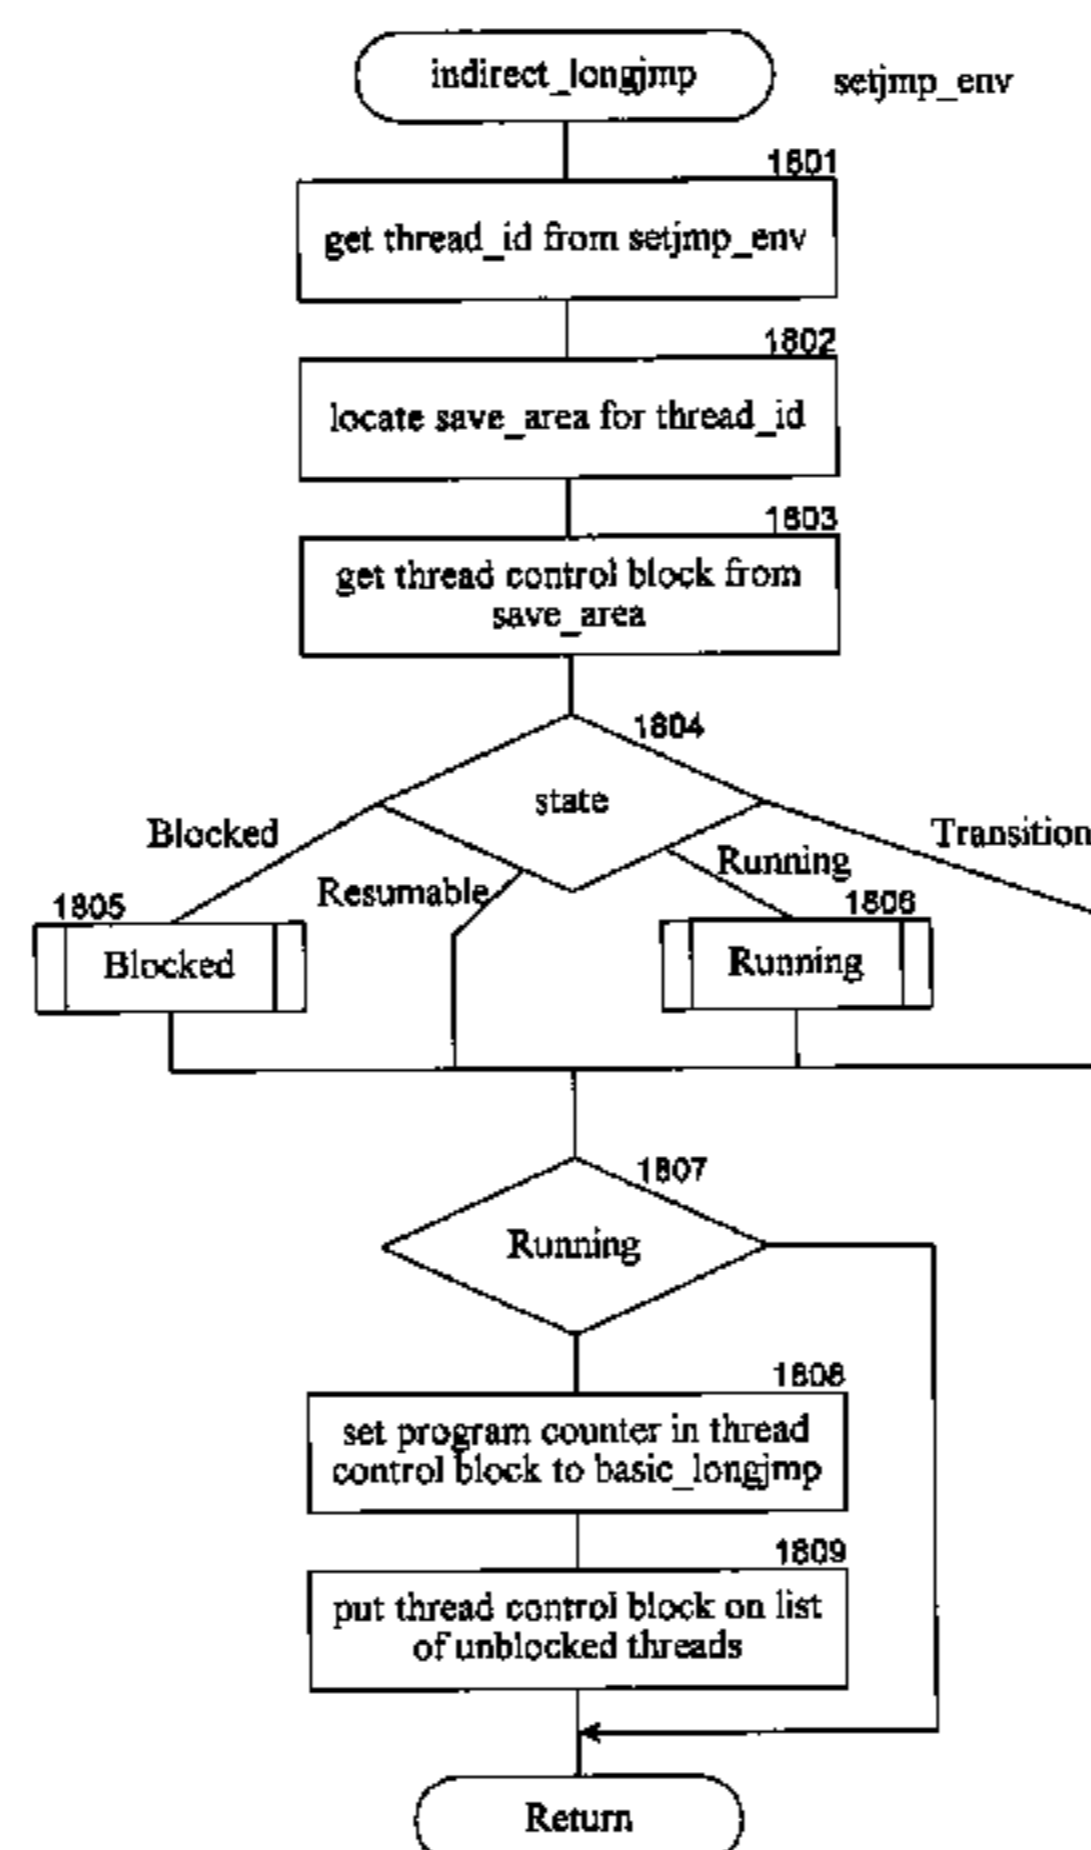 indirect_longjmp
setjmp_env
1801
get thread_id from setjmp_env
1802
locate save_area for thread_id
1803
get thread control block from
save_area
1804
state
Blocked
Resumable
Running
Transition
1805
Blocked
1806
Running
1807
Running
1808
set program counter in thread
control block to basic_longjmp
1809
put thread control block on list
of unblocked threads
Return